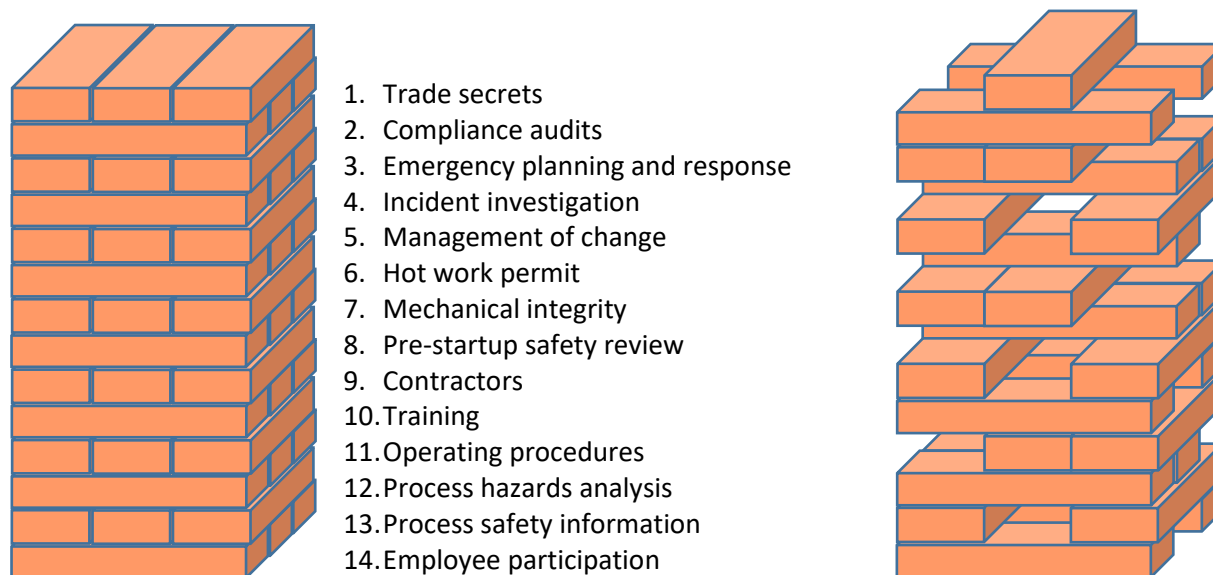 1. Trade secrets
2. Compliance audits
3. Emergency planning and response
4. Incident investigation
5. Management of change
6. Hot work permit
7. Mechanical integrity
8. Pre-startup safety review
9. Contractors
10.Training
11.Operating procedures
12.Process hazards analysis
13.Process safety information
14.Employee participation